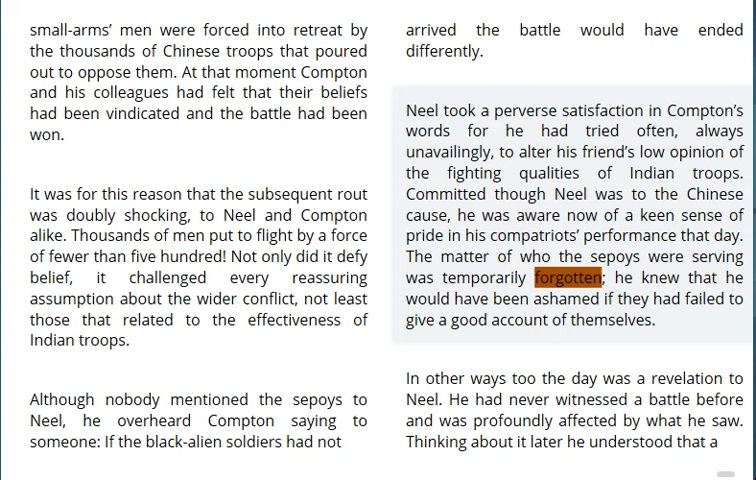 small-arms’ men were forced into retreat by
the thousands of Chinese troops that poured
out to oppose them. At that moment Compton
and his colleagues had felt that their beliefs
had been vindicated and the battle had been
won.
It was for this reason that the subsequent rout
was doubly shocking, to Neel and Compton
alike. Thousands of men put to flight by a force
of fewer than five hundred! Not only did it defy
belief, it challenged every reassuring
assumption about the wider conflict, not least
those that related to the effectiveness of
Indian troops.
Although nobody mentioned the sepoys to
Neel, he overheard Compton saying to
someone: If the black-alien soldiers had not
arrived the battle would have ended
differently.
Neel took a perverse satisfaction in Compton’s
words for he had tried often, always
unavailingly, to alter his friend’s low opinion of
the fighting qualities of Indian troops.
Committed though Neel was to the Chinese
cause, he was aware now of a keen sense of
pride in his compatriots’ performance that day.
The matter of who the sepoys were serving
was temporarily forgotten; he knew that he
would have been ashamed if they had failed to
give a good account of themselves.
In other ways too the day was a revelation to
Neel. He had never witnessed a battle before
and was profoundly affected by what he saw.
Thinking about it later he understood that a